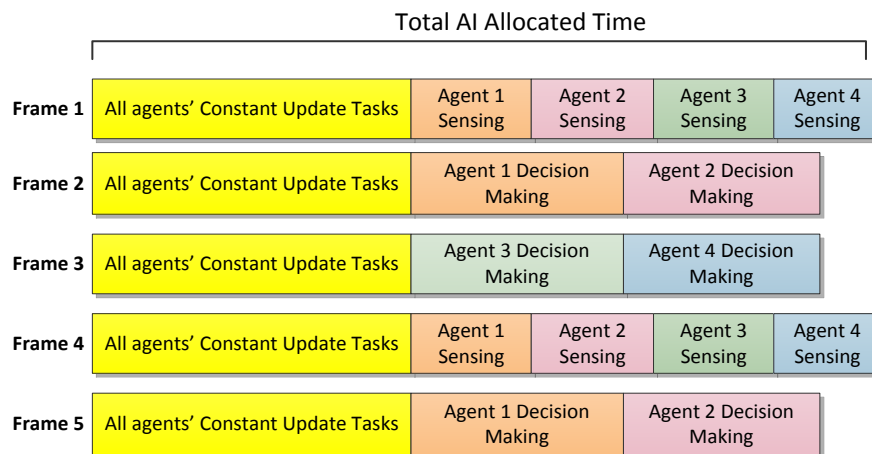 Total AI Allocated Time
Frame 1
All agents’ Constant Update Tasks
Agent 1
Sensing
Agent 2
Sensing
Agent 3
Sensing
Agent 4
Sensing
Frame 2
All agents’ Constant Update Tasks
Agent 1 Decision
Making
Agent 2 Decision
Making
Frame 3
All agents’ Constant Update Tasks
Agent 3 Decision
Making
Agent 4 Decision
Making
Frame 4
All agents’ Constant Update Tasks
Agent 1
Sensing
Agent 2
Sensing
Agent 3
Sensing
Agent 4
Sensing
Frame 5
All agents’ Constant Update Tasks
Agent 1 Decision
Making
Agent 2 Decision
Making